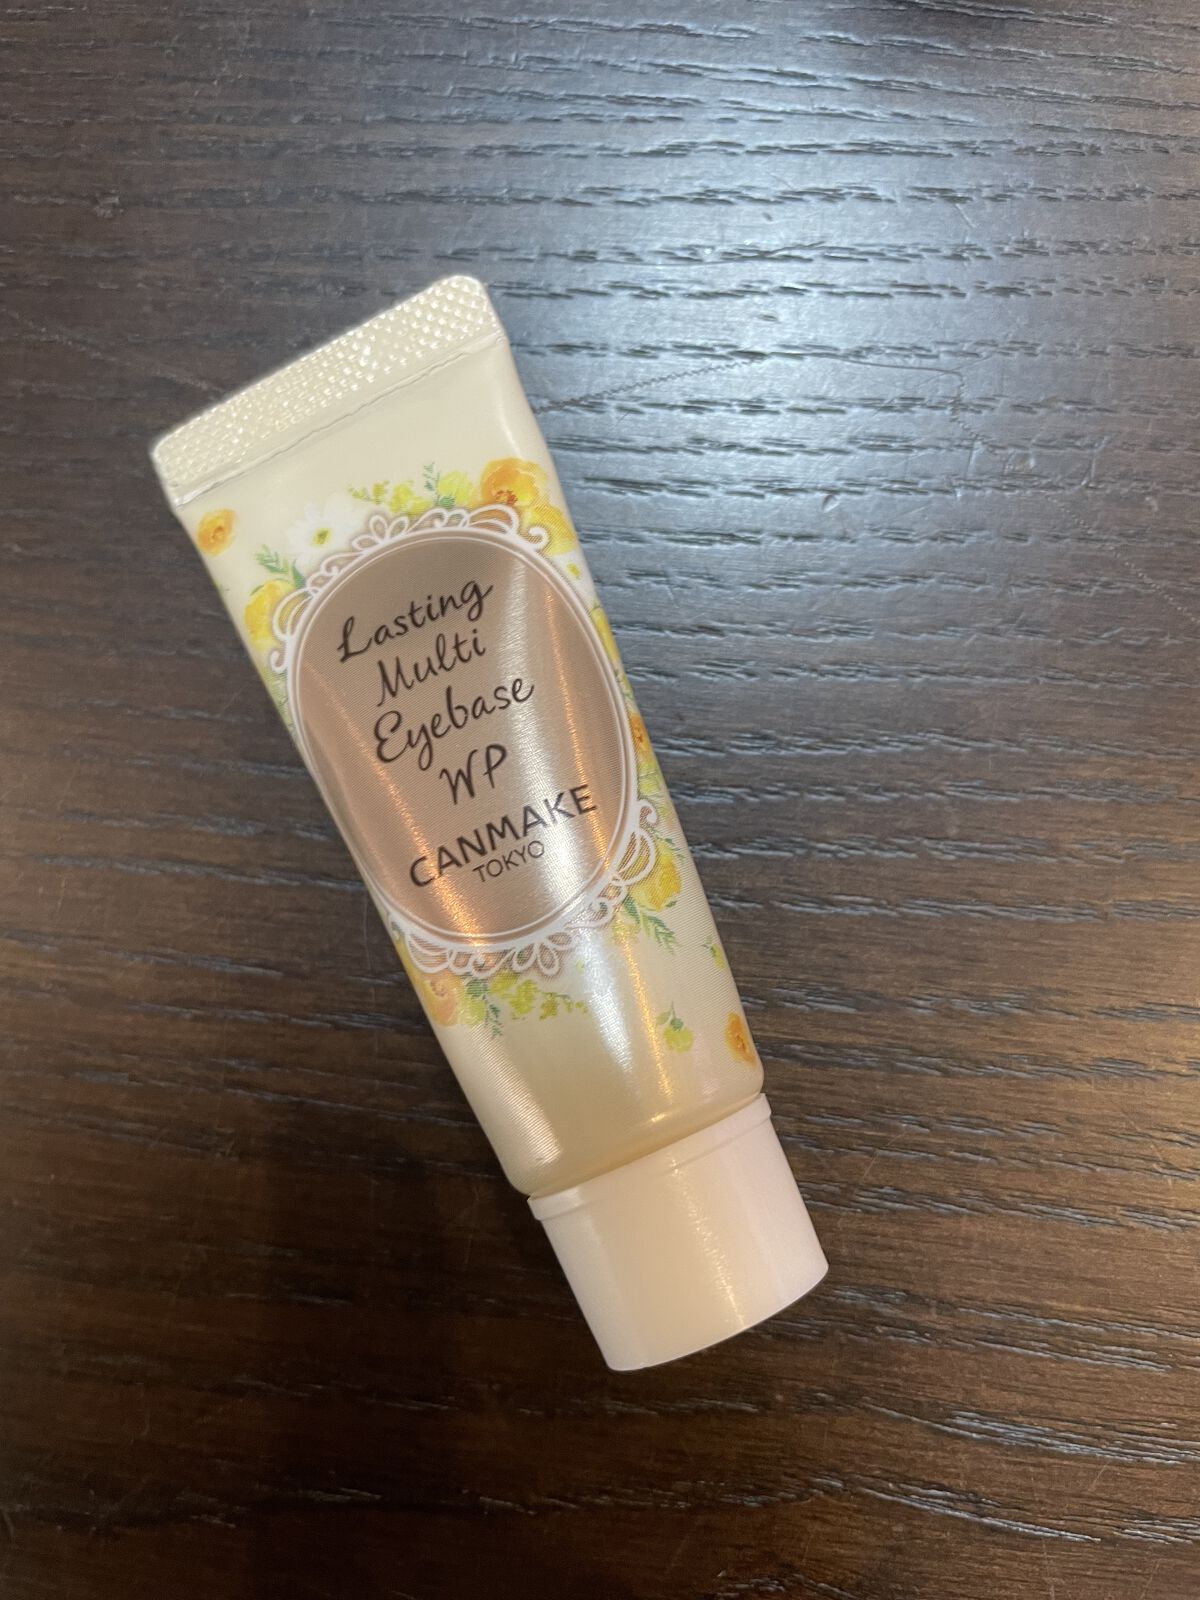 Lasting
Multi
Eyebase
WP
CANMAKE
TOKYO